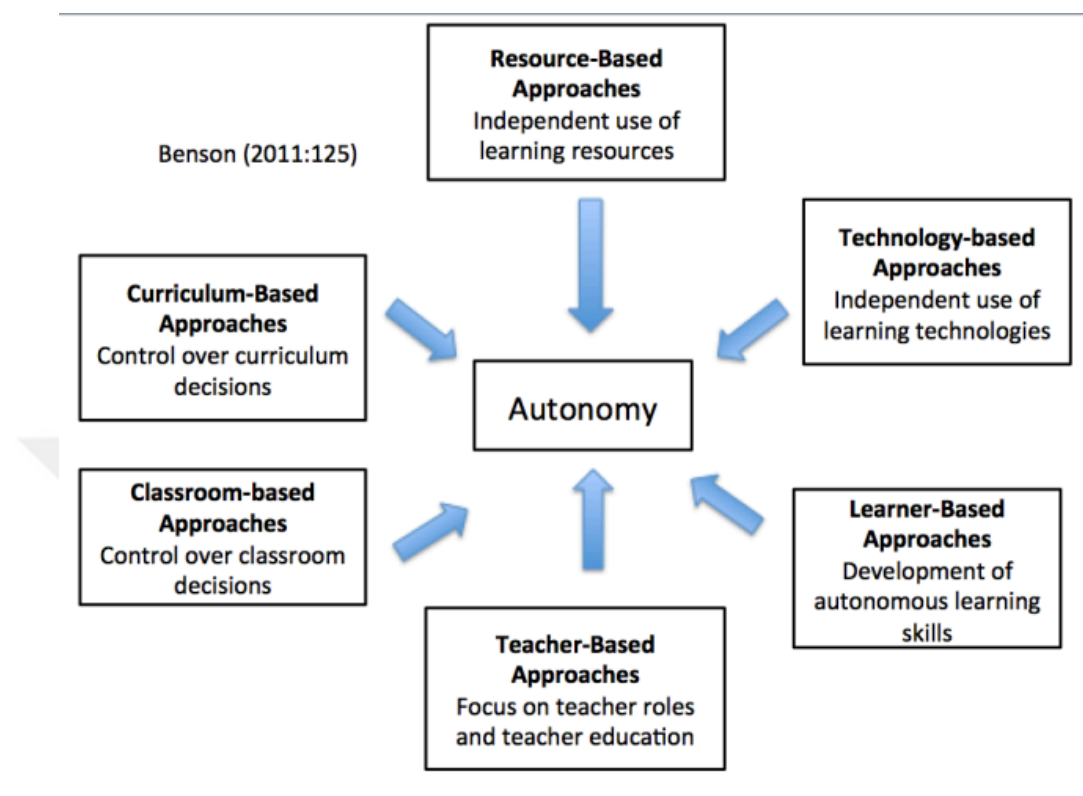 Resource-Based
Approaches
Independent use of
learning resources
Benson (2011:125)
Technology-based
Approaches
Independent use of
learning technologies
Curriculum-Based
Approaches
Control over curriculum
decisions
Autonomy
Classroom-based
Approaches
Control over classroom
decisions
Learner-Based
Approaches
Development of
autonomous learning
skills
Teacher-Based
Approaches
Focus on teacher roles
and teacher education